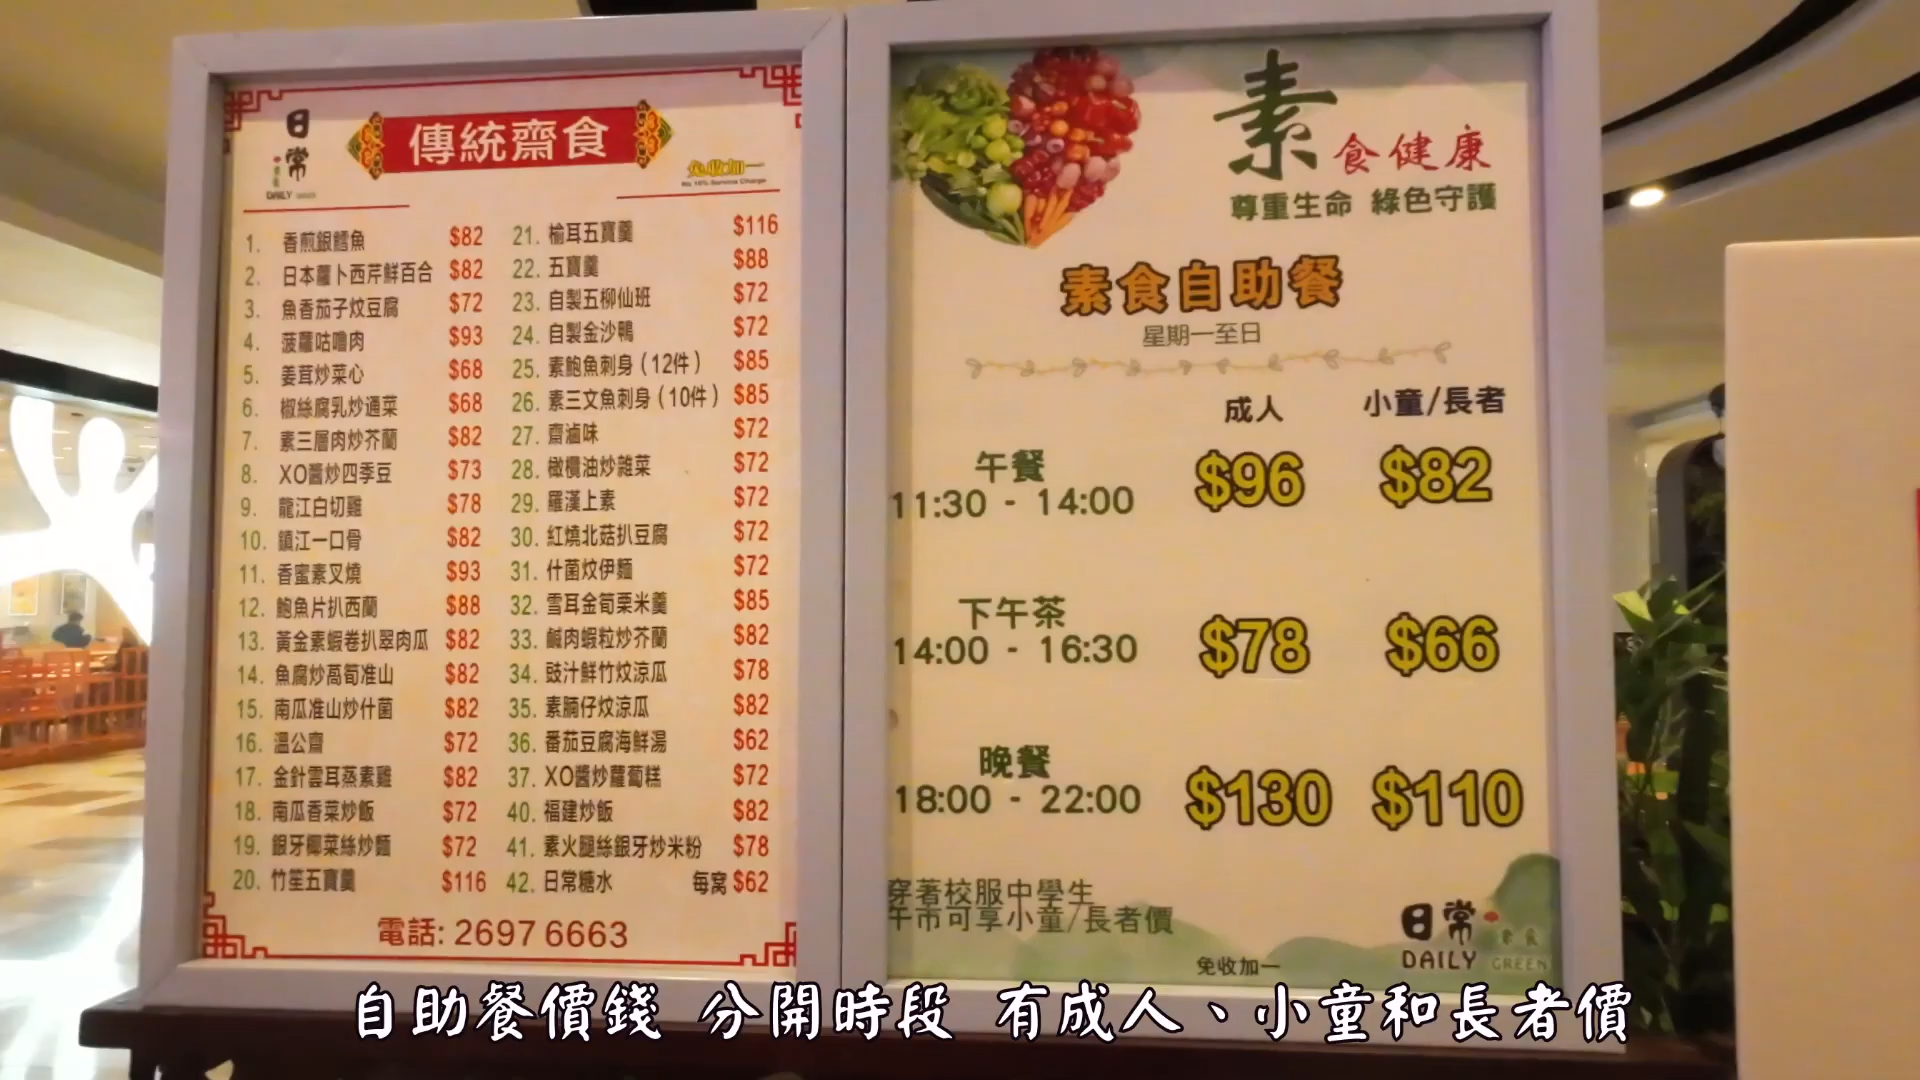 日常
DAILY
傳統齋食
免收加一
No 10% Service Charge
1. 香煎銀鱈魚 $82
2. 日本蘿卜西芹鮮百合 $82
3. 魚香茄子炆豆腐 $72
4. 菠蘿咕嚕肉 $93
5. 姜茸炒菜心 $68
6. 椒絲腐乳炒通菜 $68
7. 素三層肉炒芥蘭 $82
8. XO醬炒四季豆 $73
9. 龍江白切雞 $78
10. 鎮江一口骨 $82
11. 香蜜素叉燒 $93
12. 鮑魚片扒西蘭 $88
13. 黃金素蝦卷扒翠肉瓜 $82
14. 魚腐炒萵筍准山 $82
15. 南瓜准山炒什菌 $82
16. 溫公齋 $72
17. 金針雲耳蒸素雞 $82
18. 南瓜香菜炒飯 $72
19. 銀牙椰菜絲炒麵 $72
20. 竹笙五寶羹 $116
21. 榆耳五寶羹 $116
22. 五寶羹 $88
23. 自製五柳仙班 $72
24. 自製金沙鴨 $72
25. 素鮑魚刺身(12件) $85
26. 素三文魚刺身(10件) $85
27. 齋滷味 $72
28. 橄欖油炒雜菜 $72
29. 羅漢上素 $72
30. 紅燒北菇扒豆腐 $72
31. 什菌炆伊麵 $72
32. 雪耳金筍栗米羹 $85
33. 鹹肉蝦粒炒芥蘭 $82
34. 豉汁鮮竹炆涼瓜 $78
35. 素腩仔炆涼瓜 $82
36. 番茄豆腐海鮮湯 $62
37. XO醬炒蘿蔔糕 $72
40. 福建炒飯 $82
41. 素火腿絲銀牙炒米粉 $78
42. 日常糖水 每窩 $62
電話: 2697 6663
素食健康
尊重生命 綠色守護
素食自助餐
星期一至日
成人 小童/長者
午餐
11:30 - 14:00 $96 $82
下午茶
14:00 - 16:30 $78 $66
晚餐
18:00 - 22:00 $130 $110
穿著校服中學生
午市可享小童/長者價
免收加一
日常素食
DAILY GREEN
自助餐價錢 分開時段 有成人、小童和長者價